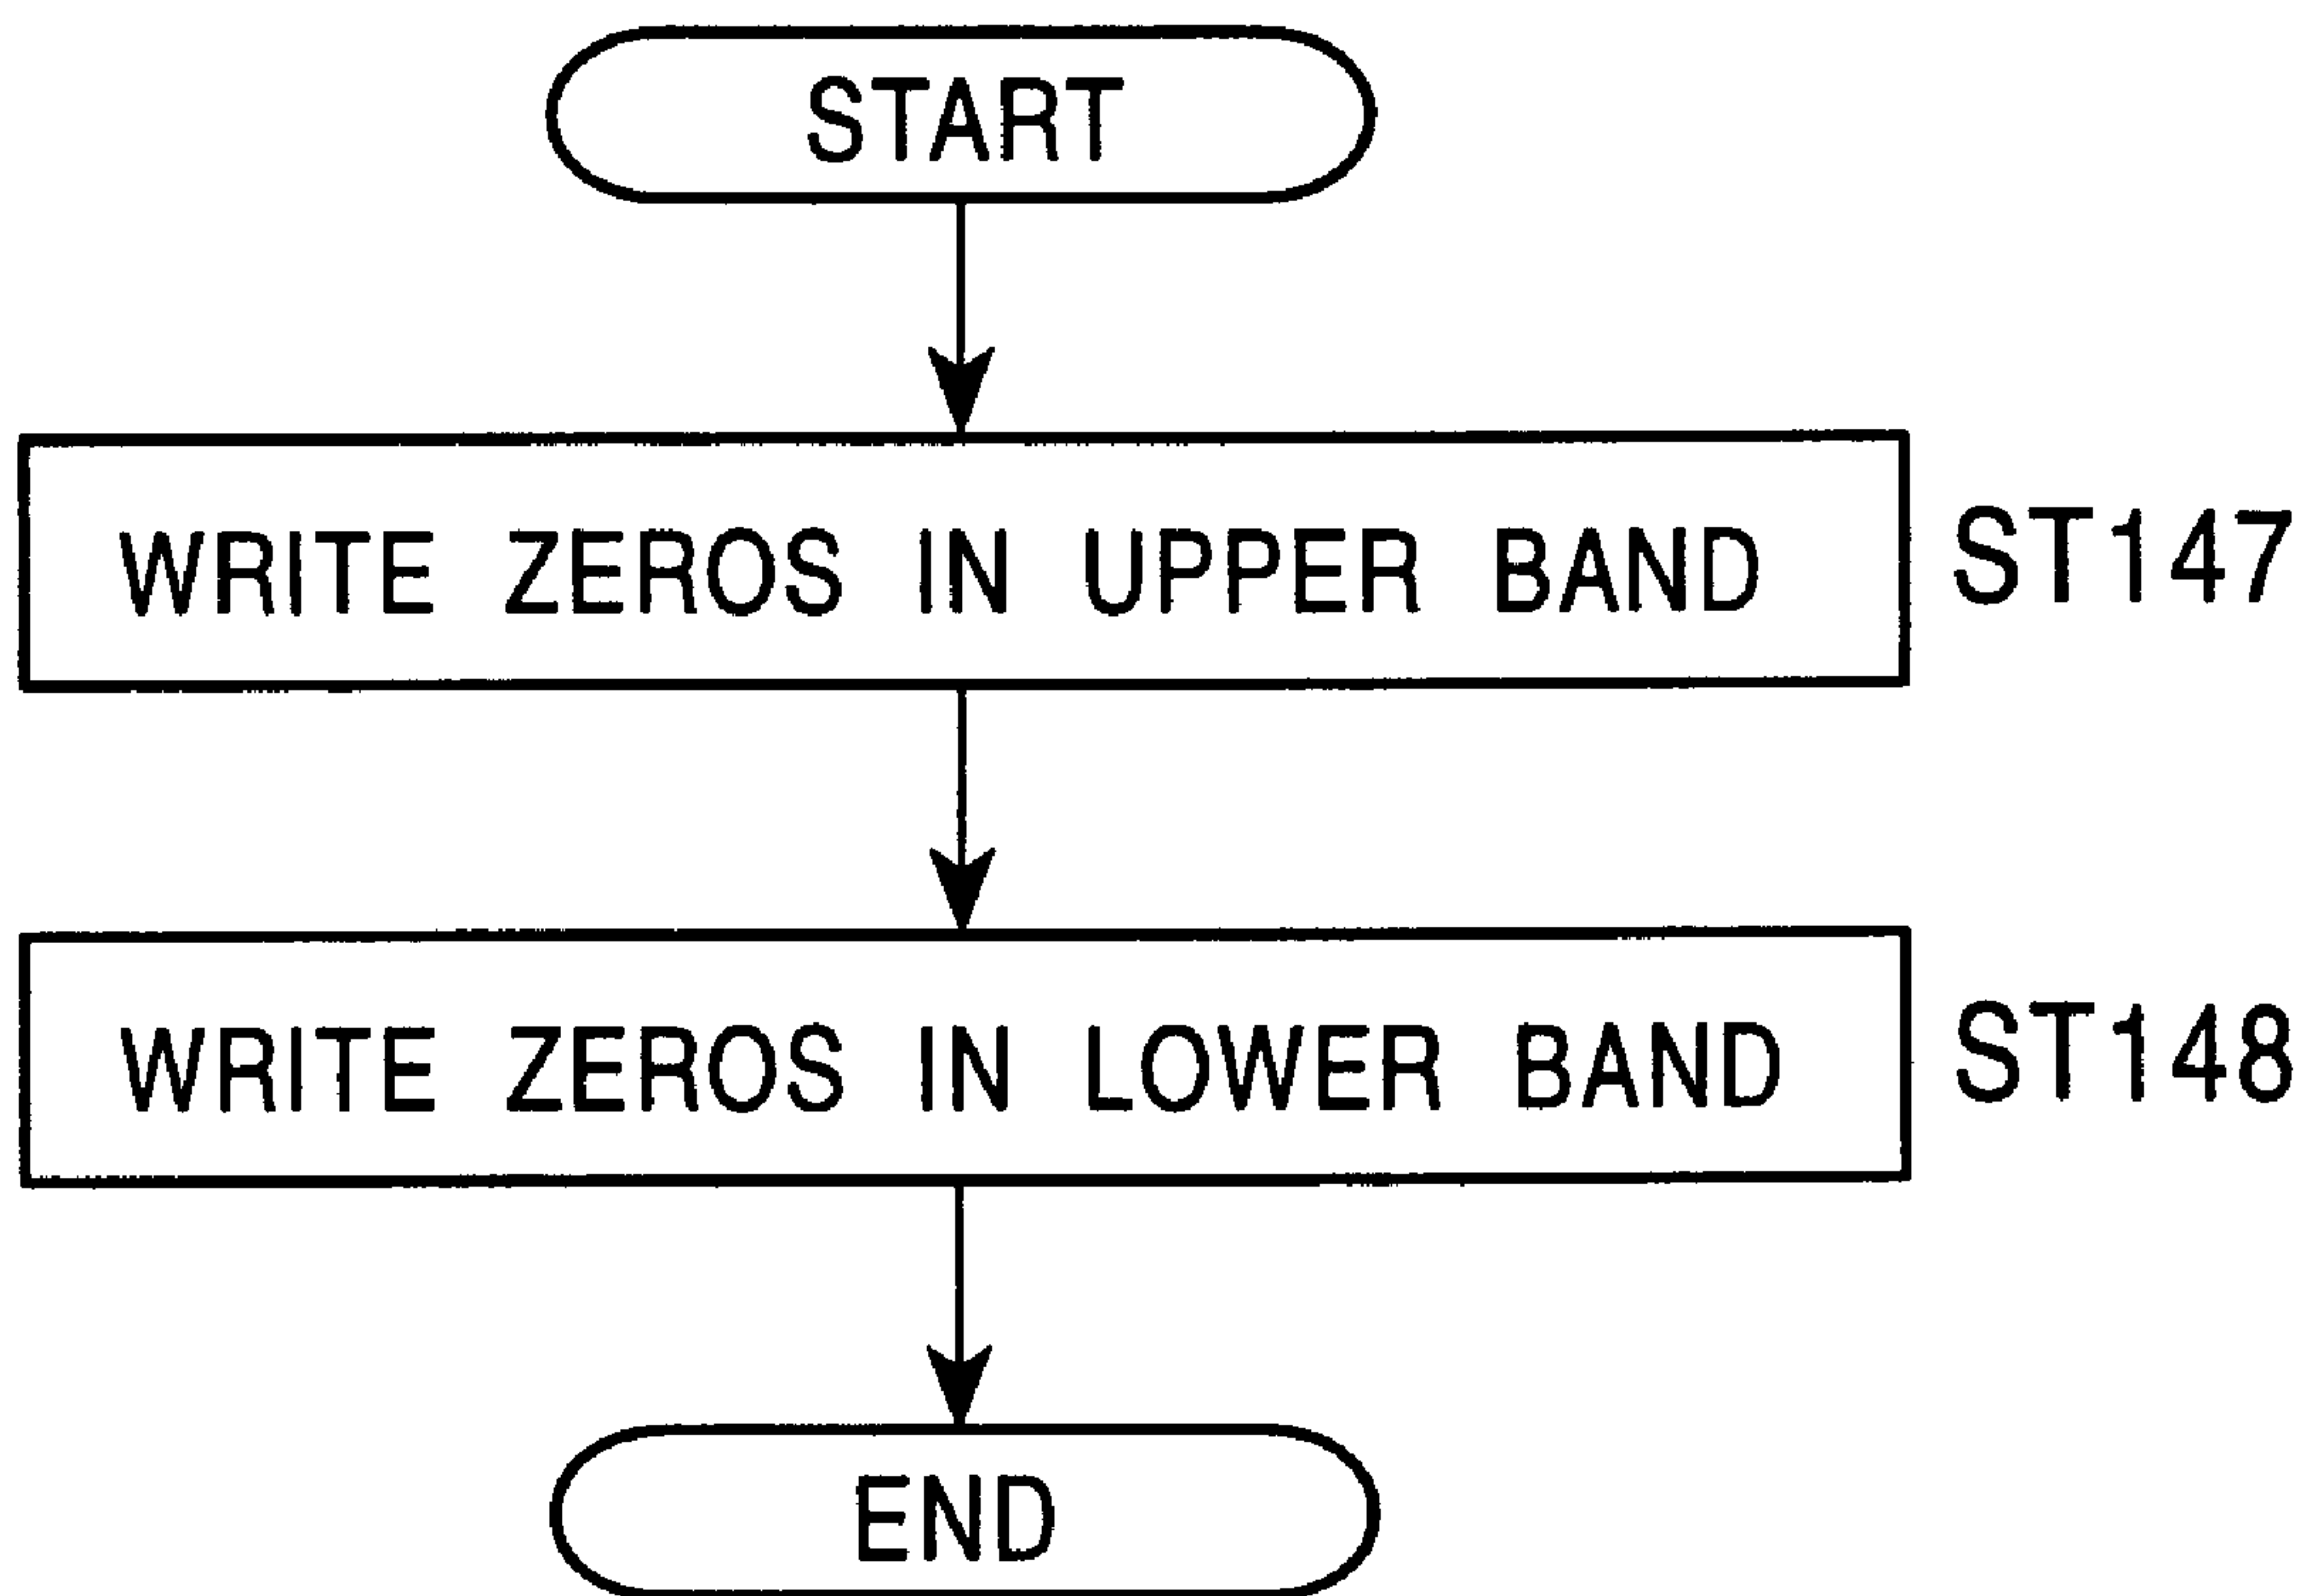 START
WRITE ZEROS IN UPPER BAND ST147
WRITE ZEROS IN LOWER BAND ST148
END